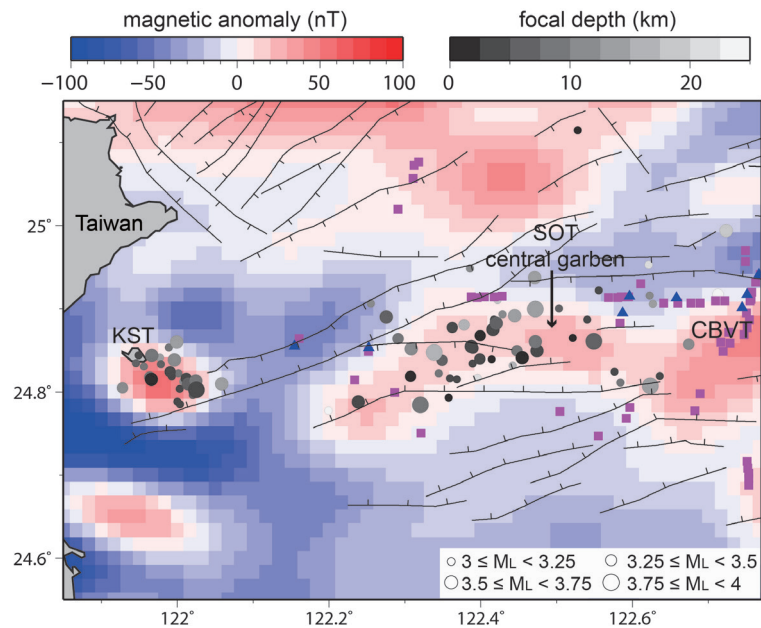 magnetic anomaly (nT)
focal depth (km)
−100 −50 0 50 100
0 10 20
Taiwan
25°
SOT
central garben
KST
CBVT
24.8°
24.6°
3 ≤ ML < 3.25
3.25 ≤ ML < 3.5
3.5 ≤ ML < 3.75
3.75 ≤ ML < 4
122° 122.2° 122.4° 122.6°